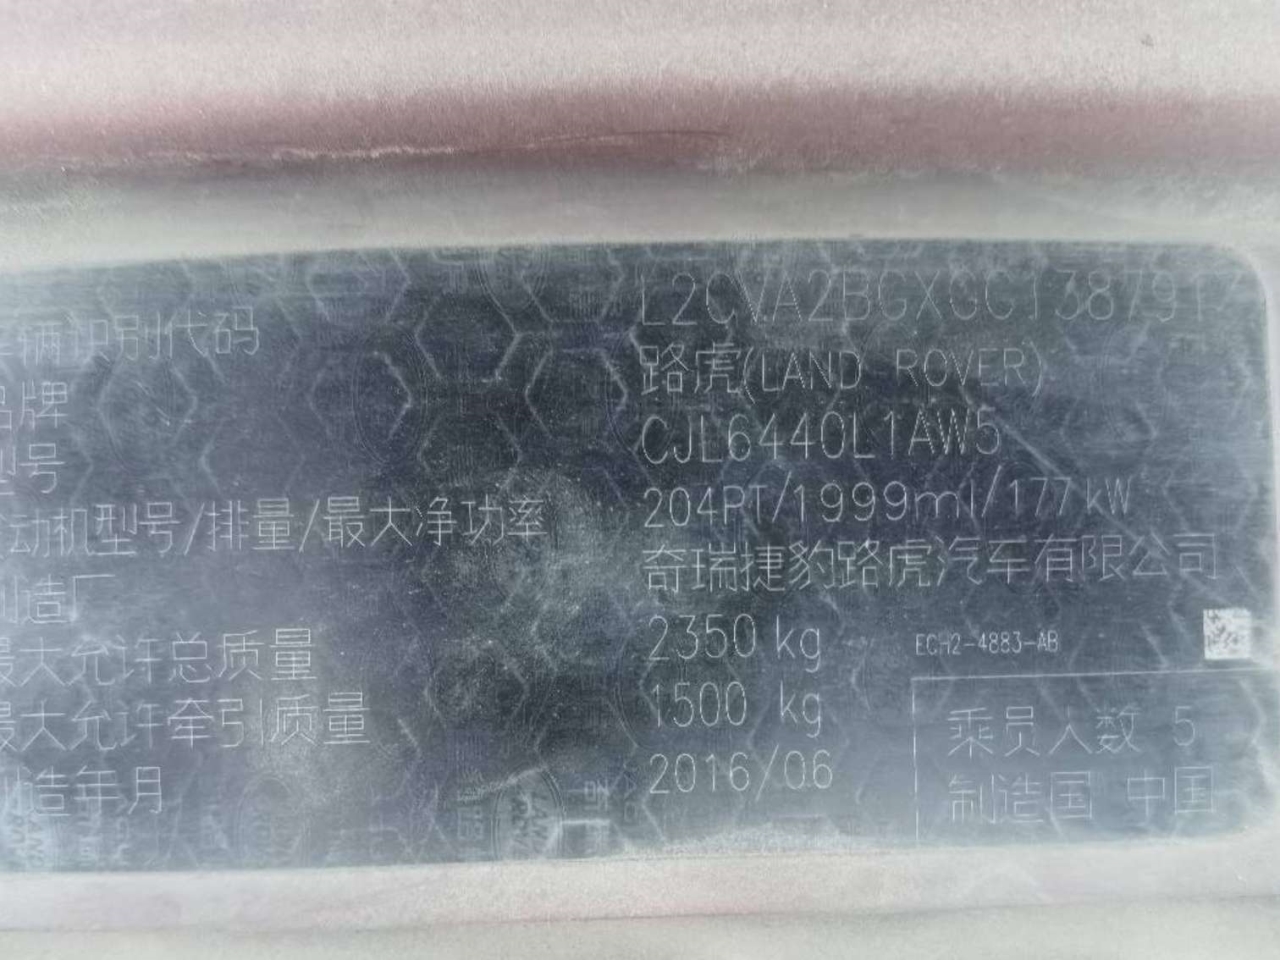 车辆识别代码 L2CVA2BGXGC138791
品牌 路虎(LAND ROVER)
型号 CJL6440L1AW5
发动机型号/排量/最大净功率 204PT/1999ml/177kW
制造厂 奇瑞捷豹路虎汽车有限公司
最大允许总质量 2350 kg ECH2-4883-AB
最大允许牵引质量 1500 kg
制造年月 2016/06
乘员人数 5
制造国 中国